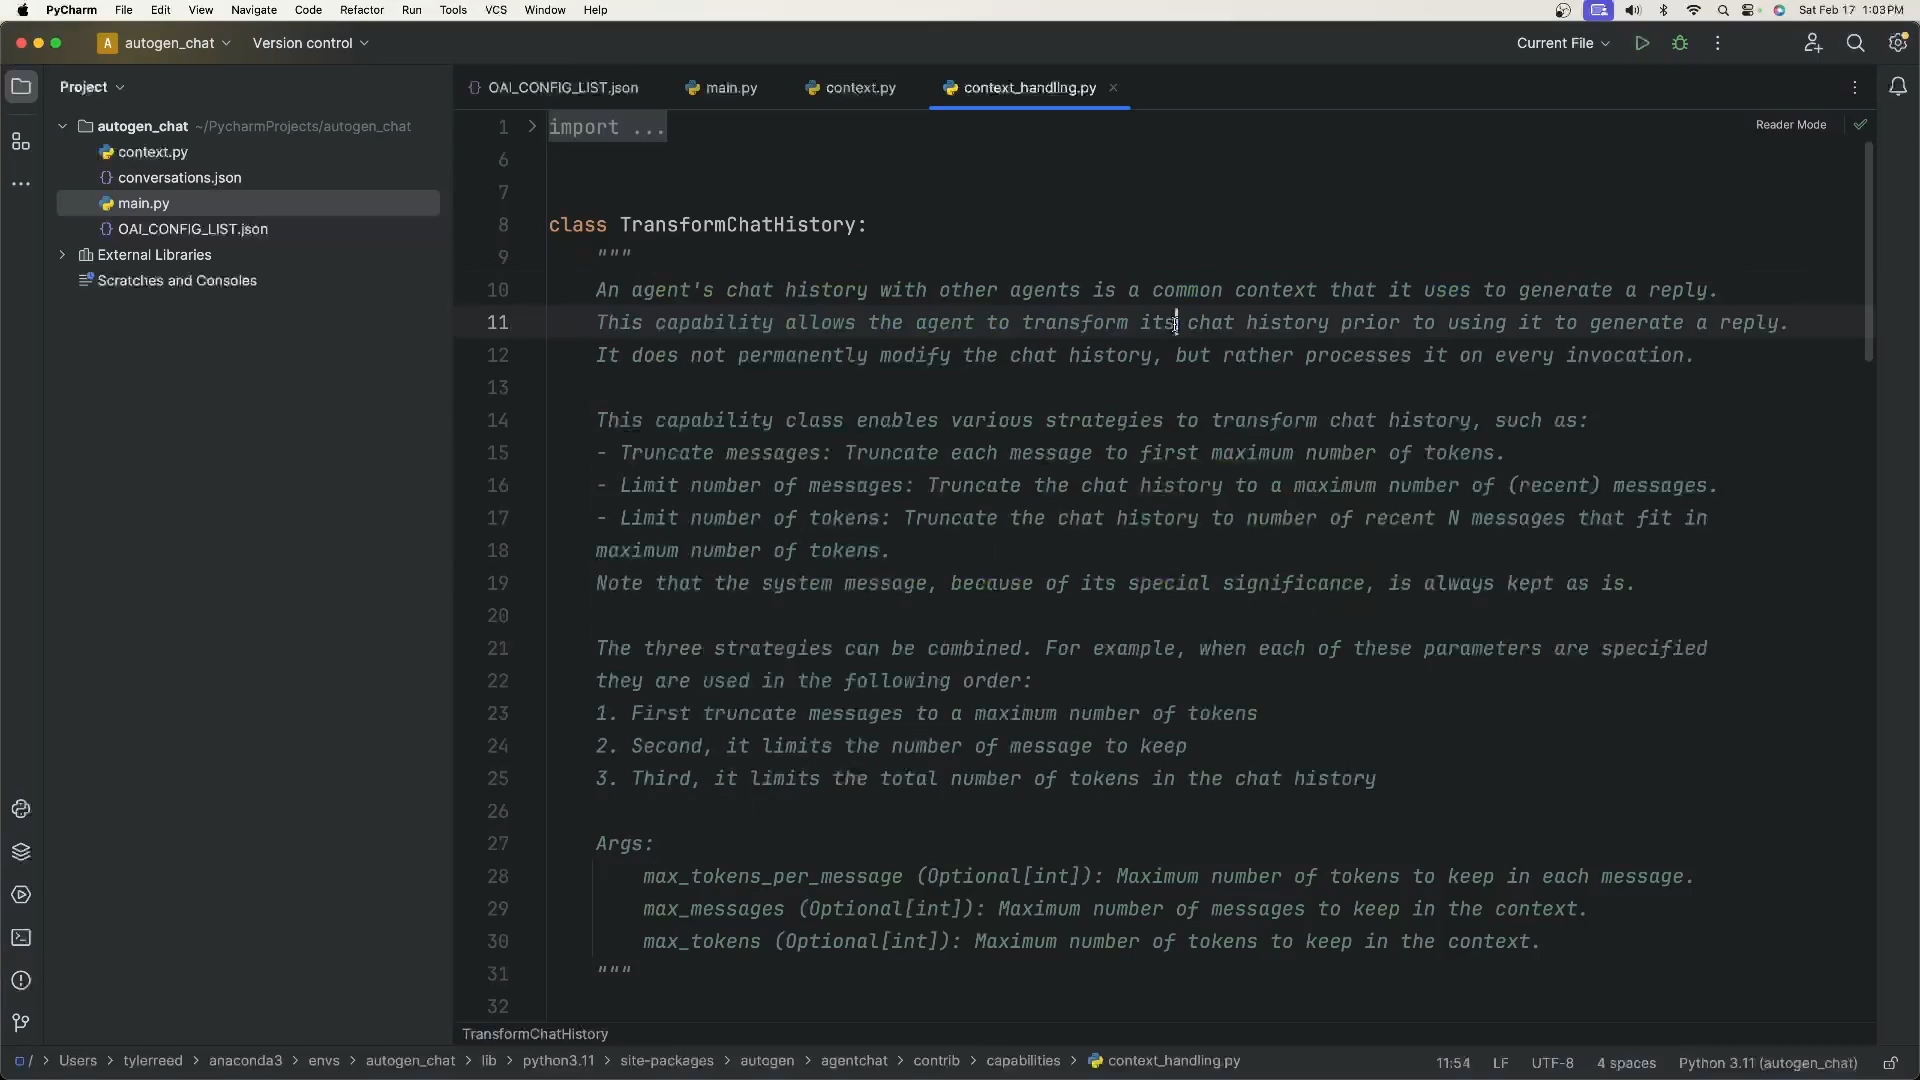 PyCharm File Edit View Navigate Code Refactor Run Tools VCS Window Help Sat Feb 17 1:03 PM
A autogen_chat Version control Current File
Project
OAI_CONFIG_LIST.json main.py context.py context_handling.py
autogen_chat ~/PycharmProjects/autogen_chat
context.py
conversations.json
main.py
OAI_CONFIG_LIST.json
External Libraries
Scratches and Consoles
Reader Mode
1 import ...
6
7
8 class TransformChatHistory:
9 """
10 An agent's chat history with other agents is a common context that it uses to generate a reply.
11 This capability allows the agent to transform its chat history prior to using it to generate a reply.
12 It does not permanently modify the chat history, but rather processes it on every invocation.
13
14 This capability class enables various strategies to transform chat history, such as:
15 - Truncate messages: Truncate each message to first maximum number of tokens.
16 - Limit number of messages: Truncate the chat history to a maximum number of (recent) messages.
17 - Limit number of tokens: Truncate the chat history to number of recent N messages that fit in
18 maximum number of tokens.
19 Note that the system message, because of its special significance, is always kept as is.
20
21 The three strategies can be combined. For example, when each of these parameters are specified
22 they are used in the following order:
23 1. First truncate messages to a maximum number of tokens
24 2. Second, it limits the number of message to keep
25 3. Third, it limits the total number of tokens in the chat history
26
27 Args:
28 max_tokens_per_message (Optional[int]): Maximum number of tokens to keep in each message.
29 max_messages (Optional[int]): Maximum number of messages to keep in the context.
30 max_tokens (Optional[int]): Maximum number of tokens to keep in the context.
31 """
32
TransformChatHistory
/ > Users > tylerreed > anaconda3 > envs > autogen_chat > lib > python3.11 > site-packages > autogen > agentchat > contrib > capabilities > context_handling.py 11:54 LF UTF-8 4 spaces Python 3.11 (autogen_chat)